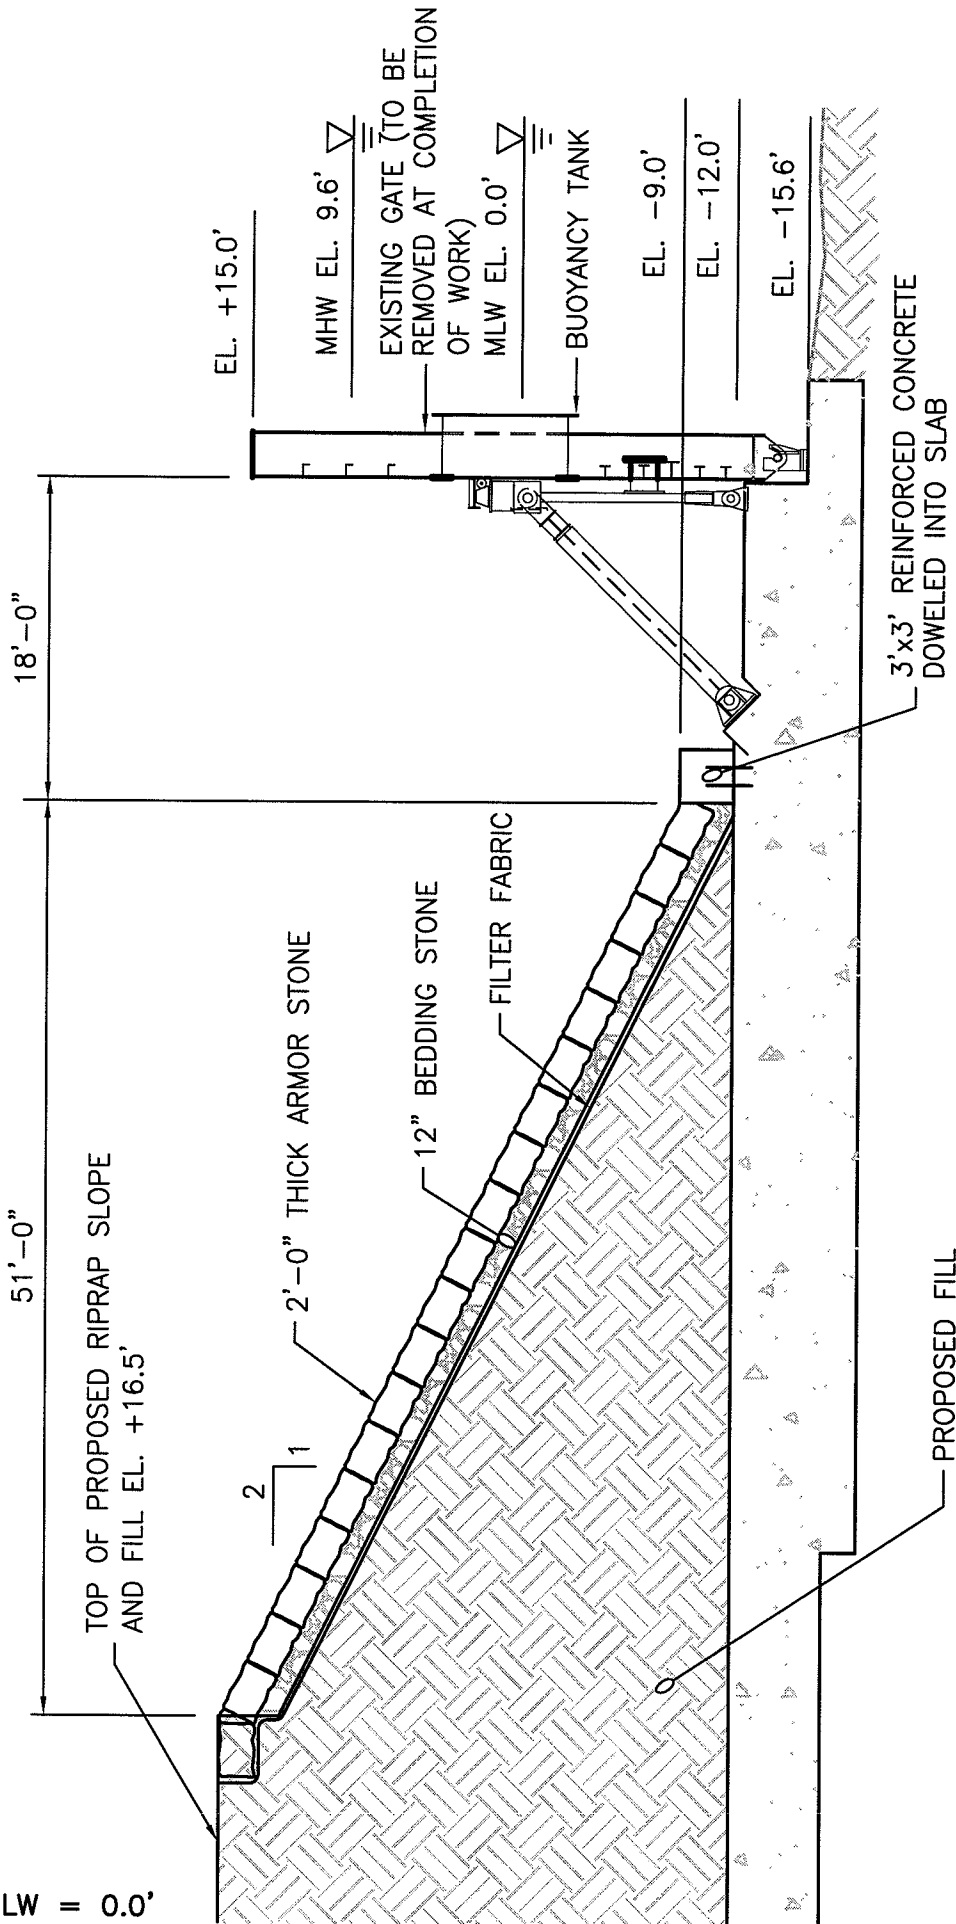 LW = 0.0'
TOP OF PROPOSED RIPRAP SLOPE
AND FILL EL. +16.5'
51'-0"
18'-0"
2
1
2'-0" THICK ARMOR STONE
12" BEDDING STONE
FILTER FABRIC
EL. +15.0'
MHW EL. 9.6'
EXISTING GATE (TO BE
REMOVED AT COMPLETION
OF WORK)
MLW EL. 0.0'
BUOYANCY TANK
EL. -9.0'
EL. -12.0'
EL. -15.6'
3'x3' REINFORCED CONCRETE
DOWELED INTO SLAB
PROPOSED FILL